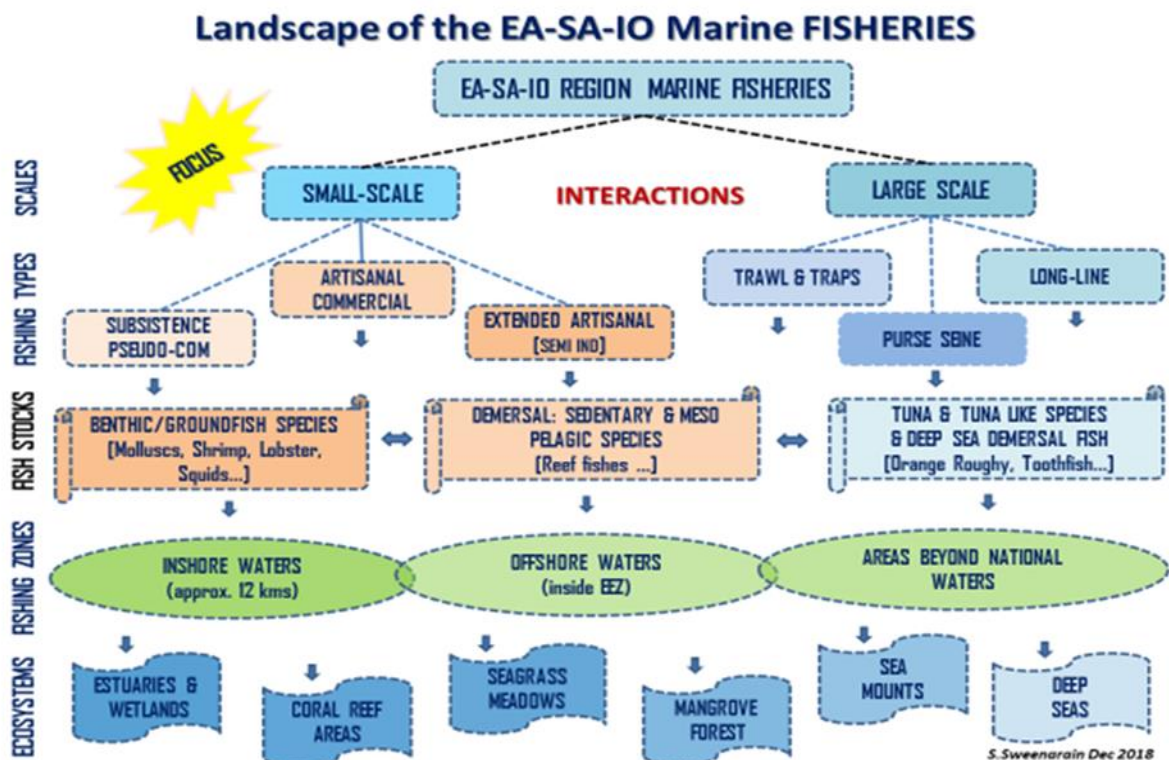 Landscape of the EA-SA-IO Marine FISHERIES
EA-SA-IO REGION MARINE FISHERIES
FOCUS
SCALES
SMALL-SCALE
INTERACTIONS
LARGE SCALE
FISHING TYPES
ARTISANAL
COMMERCIAL
TRAWL & TRAPS
LONG-LINE
SUBSISTENCE
PSEUDO-COM
EXTENDED ARTISANAL
[SEMI IND]
PURSE SEINE
FISH STOCKS
BENTHIC/GROUNDFISH SPECIES
[Molluscs, Shrimp, Lobster,
Squids...]
DEMERSAL: SEDENTARY & MESO
PELAGIC SPECIES
[Reef fishes ...]
TUNA & TUNA LIKE SPECIES
& DEEP SEA DEMERSAL FISH
[Orange Roughy, Toothfish...]
FISHING ZONES
INSHORE WATERS
(approx. 12 kms)
OFFSHORE WATERS
(inside EEZ)
AREAS BEYOND NATIONAL
WATERS
ECOSYSTEMS
ESTUARIES &
WETLANDS
CORAL REEF
AREAS
SEAGRASS
MEADOWS
MANGROVE
FOREST
SEA
MOUNTS
DEEP
SEAS
S.Sweenarain Dec 2018